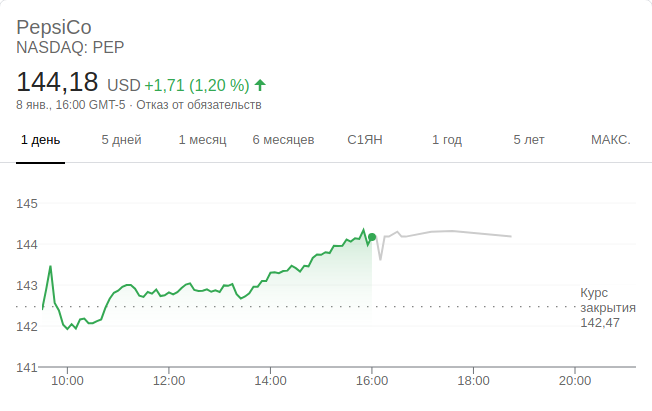 PepsiCo
NASDAQ: PEP
144,18 USD +1,71 (1,20 %)
8 янв., 16:00 GMT-5 · Отказ от обязательств
1 день 5 дней 1 месяц 6 месяцев С1ЯН 1 год 5 лет МАКС.
145
144
143
142
141
Курс
закрытия
142,47
10:00 12:00 14:00 16:00 18:00 20:00